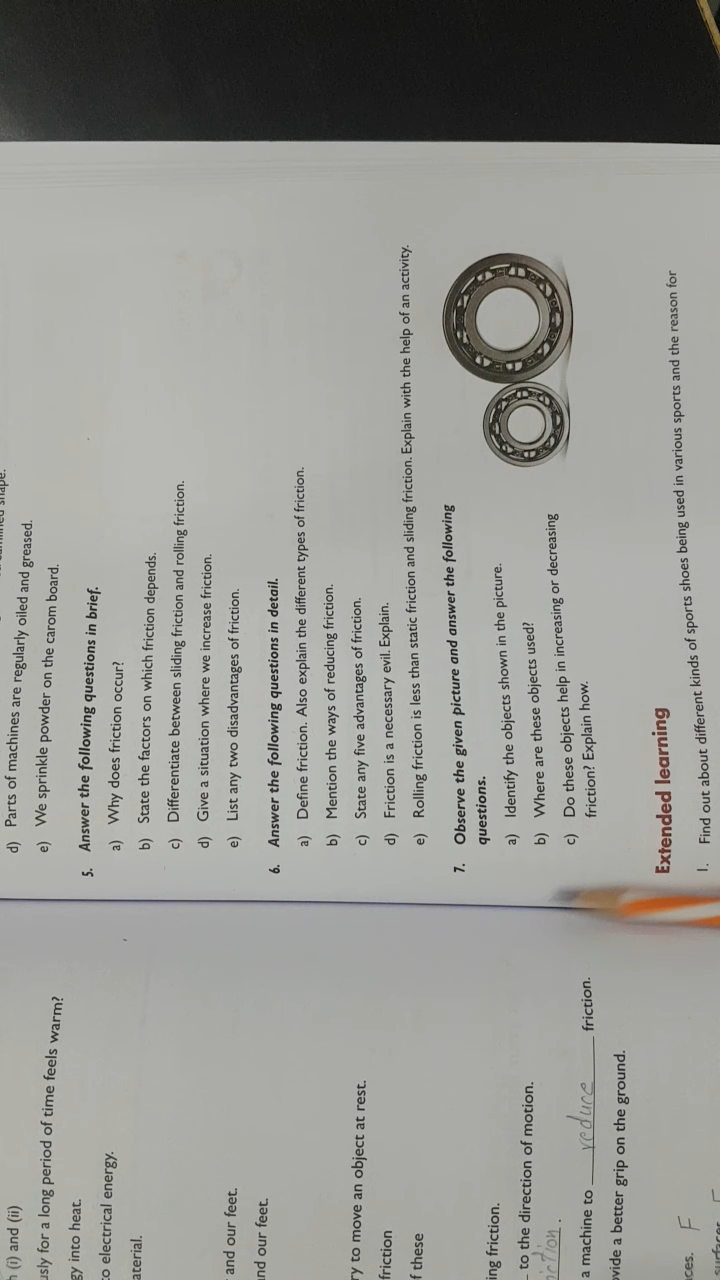 (i) and (ii)
for a long period of time feels warm?
into heat.
to electrical energy.
and our feet.
and our feet.
to move an object at rest.
friction
these
friction.
to the direction of motion.
a machine to reduce friction.
a better grip on the ground.
F
d) Parts of machines are regularly oiled and greased.
e) We sprinkle powder on the carom board.
5. Answer the following questions in brief.
a) Why does friction occur?
b) State the factors on which friction depends.
c) Differentiate between sliding friction and rolling friction.
d) Give a situation where we increase friction.
e) List any two disadvantages of friction.
6. Answer the following questions in detail.
a) Define friction. Also explain the different types of friction.
b) Mention the ways of reducing friction.
c) State any five advantages of friction.
d) Friction is a necessary evil. Explain.
e) Rolling friction is less than static friction and sliding friction. Explain with the help of an activity.
7. Observe the given picture and answer the following
questions.
a) Identify the objects shown in the picture.
b) Where are these objects used?
c) Do these objects help in increasing or decreasing
friction? Explain how.
Extended learning
1. Find out about different kinds of sports shoes being used in various sports and the reason for